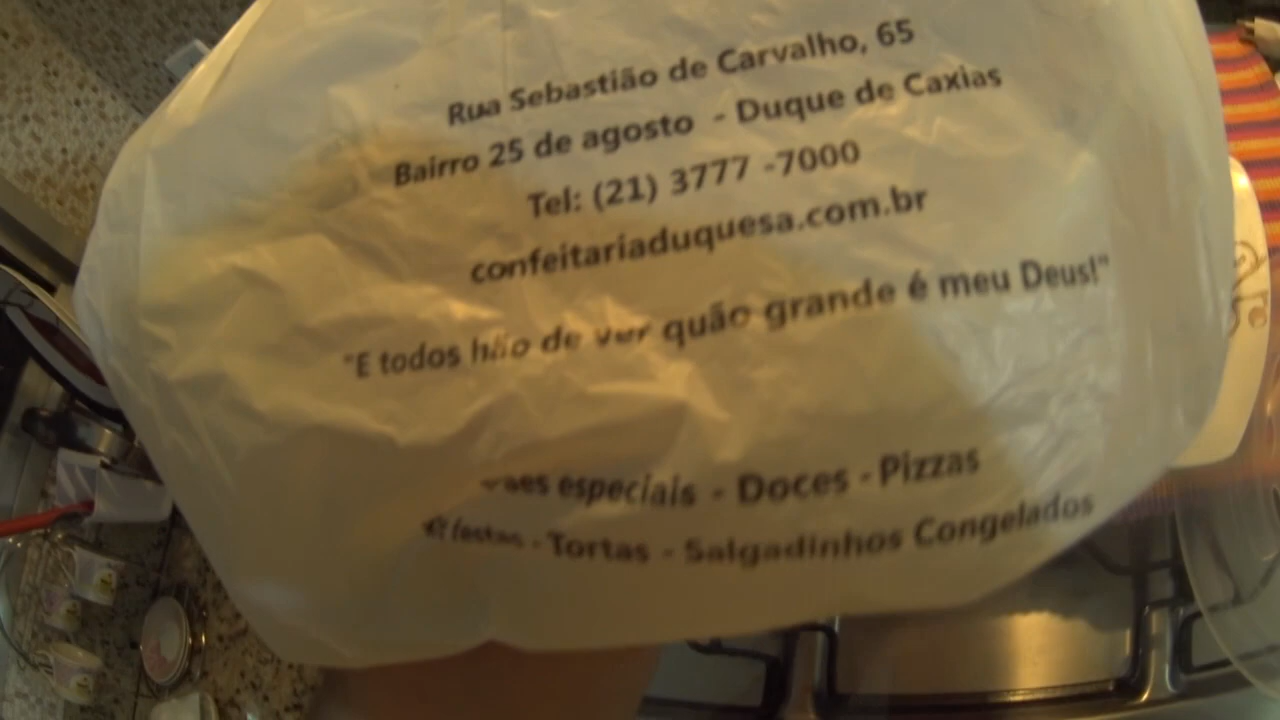 Rua Sebastião de Carvalho, 65
Bairro 25 de agosto - Duque de Caxias
Tel: (21) 3777 -7000
confeitariaduquesa.com.br
"E todos hão de ver quão grande é meu Deus!"
especiais - Doces - Pizzas
festas - Tortas - Salgadinhos Congelados